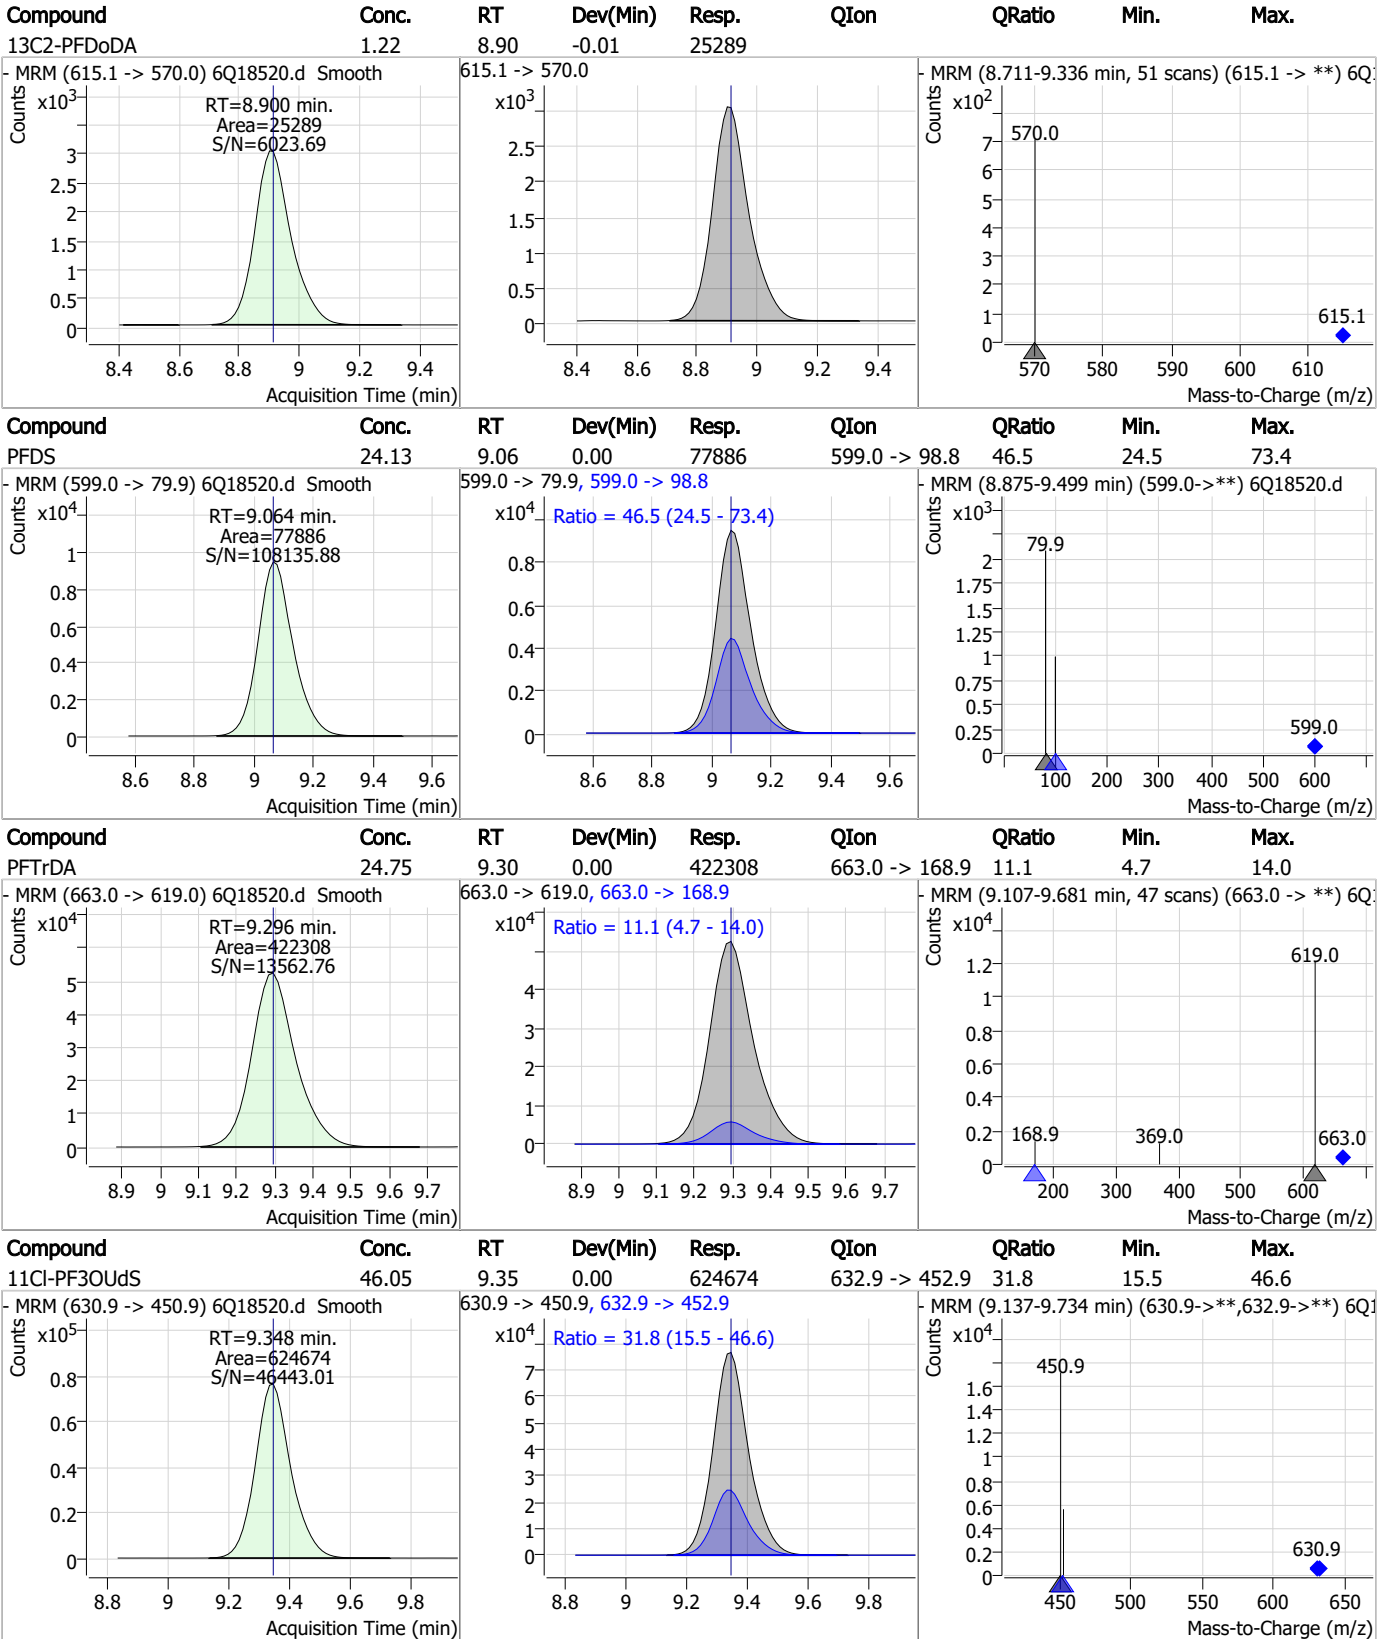 Compound Conc. RT Dev(Min) Resp. QIon QRatio Min. Max.
13C2-PFDoDA 1.22 8.90 -0.01 25289
- MRM (615.1 -> 570.0) 6Q18520.d Smooth
615.1 -> 570.0
- MRM (8.711-9.336 min, 51 scans) (615.1 -> **) 6Q1
Counts
x10³
RT=8.900 min.
Area=25289
S/N=6023.69
3
2.5
2
1.5
1
0.5
0
8.4 8.6 8.8 9 9.2 9.4
Acquisition Time (min)
x10³
2.5
2
1.5
1
0.5
0
8.4 8.6 8.8 9 9.2 9.4
Counts
x10²
570.0
7
6
5
4
3
2
1
0
615.1
570 580 590 600 610
Mass-to-Charge (m/z)
Compound Conc. RT Dev(Min) Resp. QIon QRatio Min. Max.
PFDS 24.13 9.06 0.00 77886 599.0 -> 98.8 46.5 24.5 73.4
- MRM (599.0 -> 79.9) 6Q18520.d Smooth
599.0 -> 79.9, 599.0 -> 98.8
- MRM (8.875-9.499 min) (599.0->**) 6Q18520.d
Counts
x10⁴
RT=9.064 min.
Area=77886
S/N=108135.88
1
0.8
0.6
0.4
0.2
0
8.6 8.8 9 9.2 9.4 9.6
Acquisition Time (min)
x10⁴
Ratio = 46.5 (24.5 - 73.4)
0.8
0.6
0.4
0.2
0
8.6 8.8 9 9.2 9.4 9.6
Counts
x10³
79.9
2
1.75
1.5
1.25
1
0.75
0.5
0.25
0
599.0
100 200 300 400 500 600
Mass-to-Charge (m/z)
Compound Conc. RT Dev(Min) Resp. QIon QRatio Min. Max.
PFTrDA 24.75 9.30 0.00 422308 663.0 -> 168.9 11.1 4.7 14.0
- MRM (663.0 -> 619.0) 6Q18520.d Smooth
663.0 -> 619.0, 663.0 -> 168.9
- MRM (9.107-9.681 min, 47 scans) (663.0 -> **) 6Q1
Counts
x10⁴
RT=9.296 min.
Area=422308
S/N=13562.76
5
4
3
2
1
0
8.9 9 9.1 9.2 9.3 9.4 9.5 9.6 9.7
Acquisition Time (min)
x10⁴
Ratio = 11.1 (4.7 - 14.0)
5
4
3
2
1
0
8.9 9 9.1 9.2 9.3 9.4 9.5 9.6 9.7
Counts
x10⁴
619.0
1.2
1
0.8
0.6
0.4
0.2
0
168.9
369.0
663.0
200 300 400 500 600
Mass-to-Charge (m/z)
Compound Conc. RT Dev(Min) Resp. QIon QRatio Min. Max.
11Cl-PF3OUdS 46.05 9.35 0.00 624674 632.9 -> 452.9 31.8 15.5 46.6
- MRM (630.9 -> 450.9) 6Q18520.d Smooth
630.9 -> 450.9, 632.9 -> 452.9
- MRM (9.137-9.734 min) (630.9->**,632.9->**) 6Q1
Counts
x10⁵
RT=9.348 min.
Area=624674
S/N=46443.01
0.8
0.6
0.4
0.2
0
8.8 9 9.2 9.4 9.6 9.8
Acquisition Time (min)
x10⁴
Ratio = 31.8 (15.5 - 46.6)
7
6
5
4
3
2
1
0
8.8 9 9.2 9.4 9.6 9.8
Counts
x10⁴
450.9
1.6
1.4
1.2
1
0.8
0.6
0.4
0.2
0
630.9
450 500 550 600 650
Mass-to-Charge (m/z)